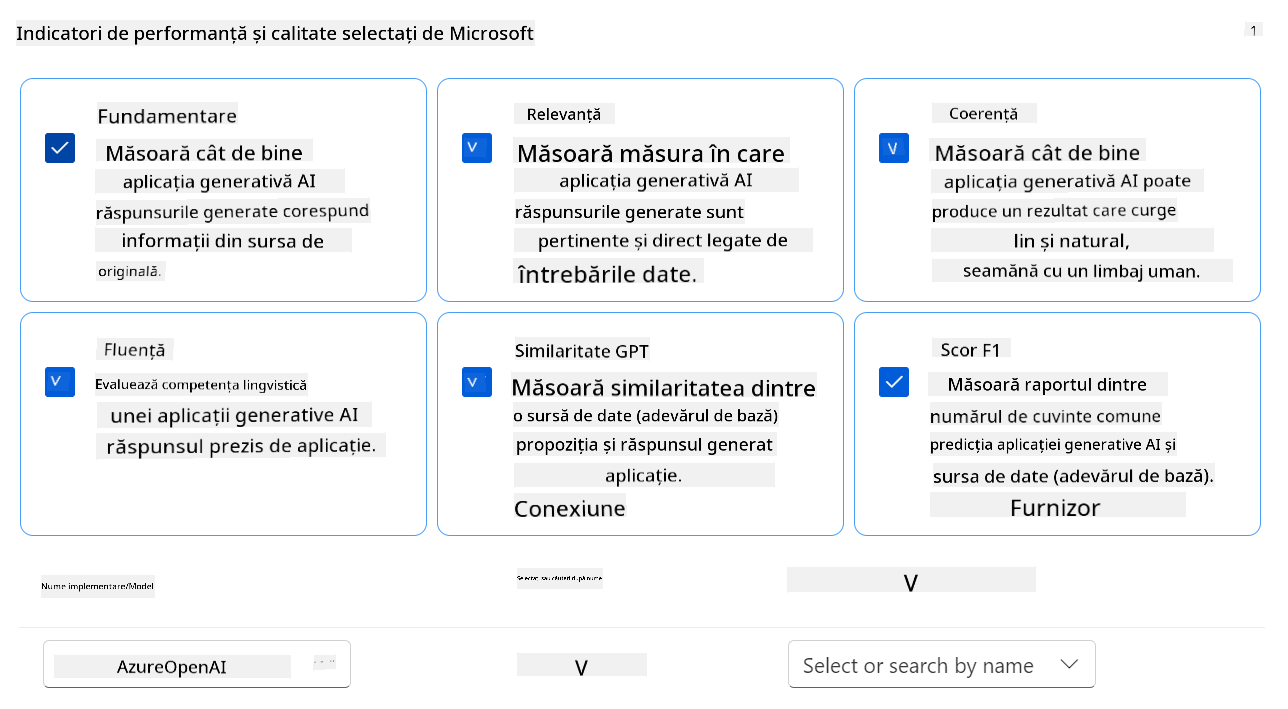 Indicatori de performanță și calitate selectați de Microsoft
1
Fundamentare
Măsoară cât de bine
aplicația generativă AI
răspunsurile generate corespund
informații din sursa de
originală.
Relevanță
V
Măsoară măsura în care
aplicația generativă AI
răspunsurile generate sunt
pertinente și direct legate de
întrebările date.
Coerență
V
Măsoară cât de bine
aplicația generativă AI poate
produce un rezultat care curge
lin și natural,
seamănă cu un limbaj uman.
Fluență
V
Evaluează competența lingvistică
unei aplicații generative AI
răspunsul prezis de aplicație.
Similaritate GPT
V
Măsoară similaritatea dintre
o sursă de date (adevărul de bază)
propoziția și răspunsul generat
aplicație.
Conexiune
Scor F1
Măsoară raportul dintre
numărul de cuvinte comune
predicția aplicației generative AI și
sursa de date (adevărul de bază).
Furnizor
Nume implementare/Model
Selectați sau căutați după nume
V
AzureOpenAI
V
Select or search by name